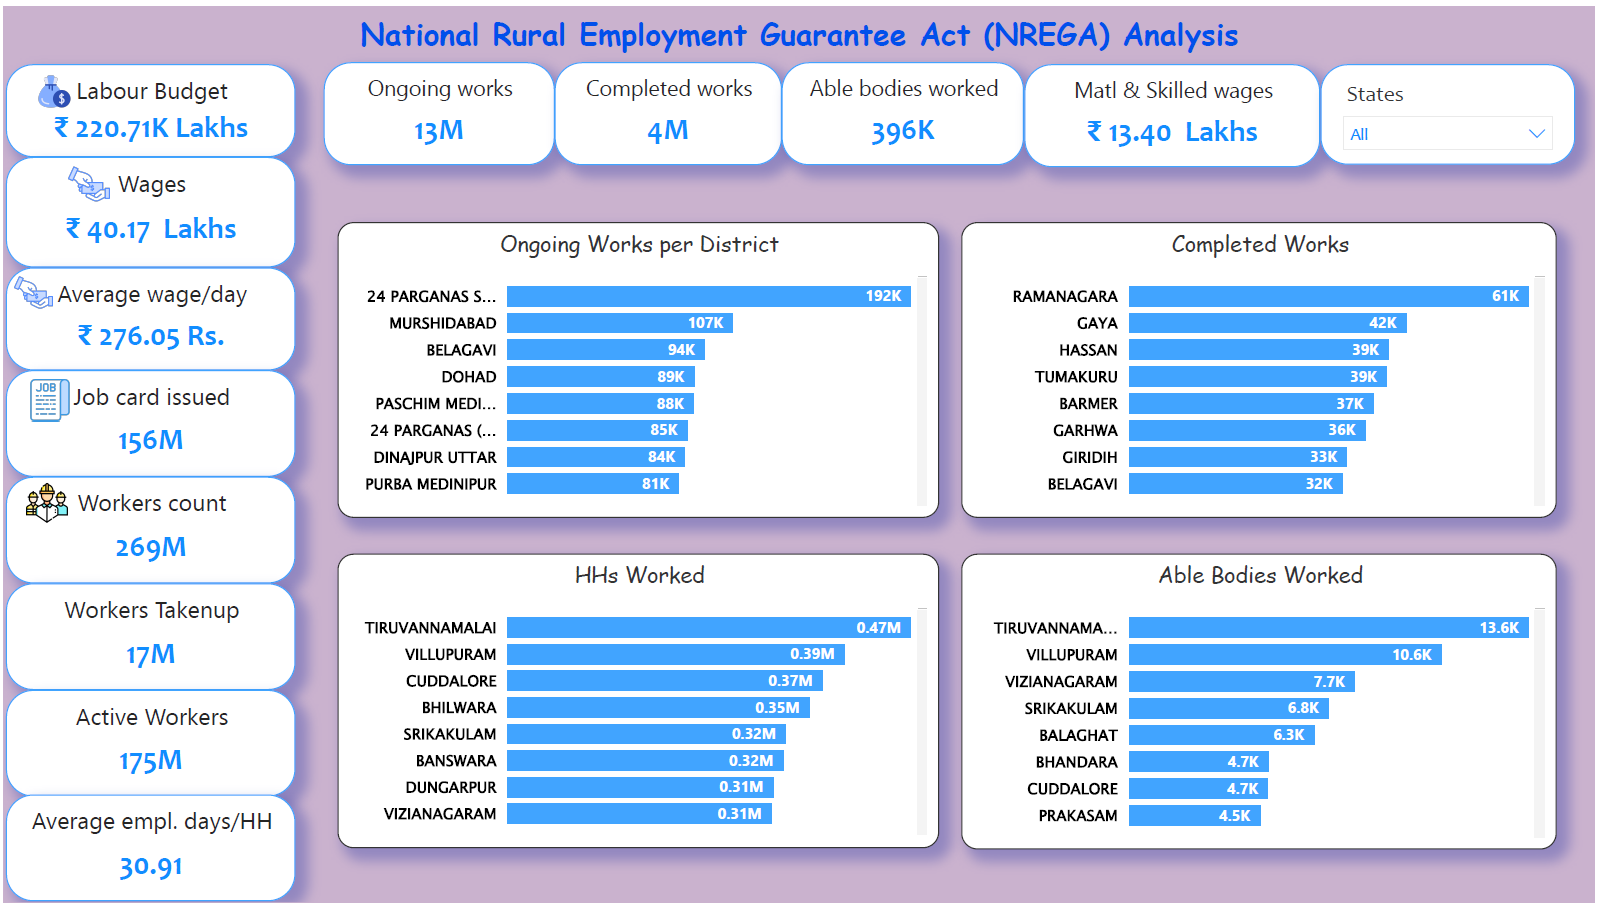 National Rural Employment Guarantee Act (NREGA) Analysis
Labour Budget
₹ 220.71K Lakhs
Wages
₹ 40.17 Lakhs
Average wage/day
₹ 276.05 Rs.
JOB
Job card issued
156M
Workers count
269M
Workers Takenup
17M
Active Workers
175M
Average empl. days/HH
30.91
Ongoing works
13M
Completed works
4M
Able bodies worked
396K
Matl & Skilled wages
₹ 13.40 Lakhs
States
All
Ongoing Works per District
24 PARGANAS S... 192K
MURSHIDABAD 107K
BELAGAVI 94K
DOHAD 89K
PASCHIM MEDI... 88K
24 PARGANAS (... 85K
DINAJPUR UTTAR 84K
PURBA MEDINIPUR 81K
Completed Works
RAMANAGARA 61K
GAYA 42K
HASSAN 39K
TUMAKURU 39K
BARMER 37K
GARHWA 36K
GIRIDIH 33K
BELAGAVI 32K
HHs Worked
TIRUVANNAMALAI 0.47M
VILLUPURAM 0.39M
CUDDALORE 0.37M
BHILWARA 0.35M
SRIKAKULAM 0.32M
BANSWARA 0.32M
DUNGARPUR 0.31M
VIZIANAGARAM 0.31M
Able Bodies Worked
TIRUVANNAMA... 13.6K
VILLUPURAM 10.6K
VIZIANAGARAM 7.7K
SRIKAKULAM 6.8K
BALAGHAT 6.3K
BHANDARA 4.7K
CUDDALORE 4.7K
PRAKASAM 4.5K